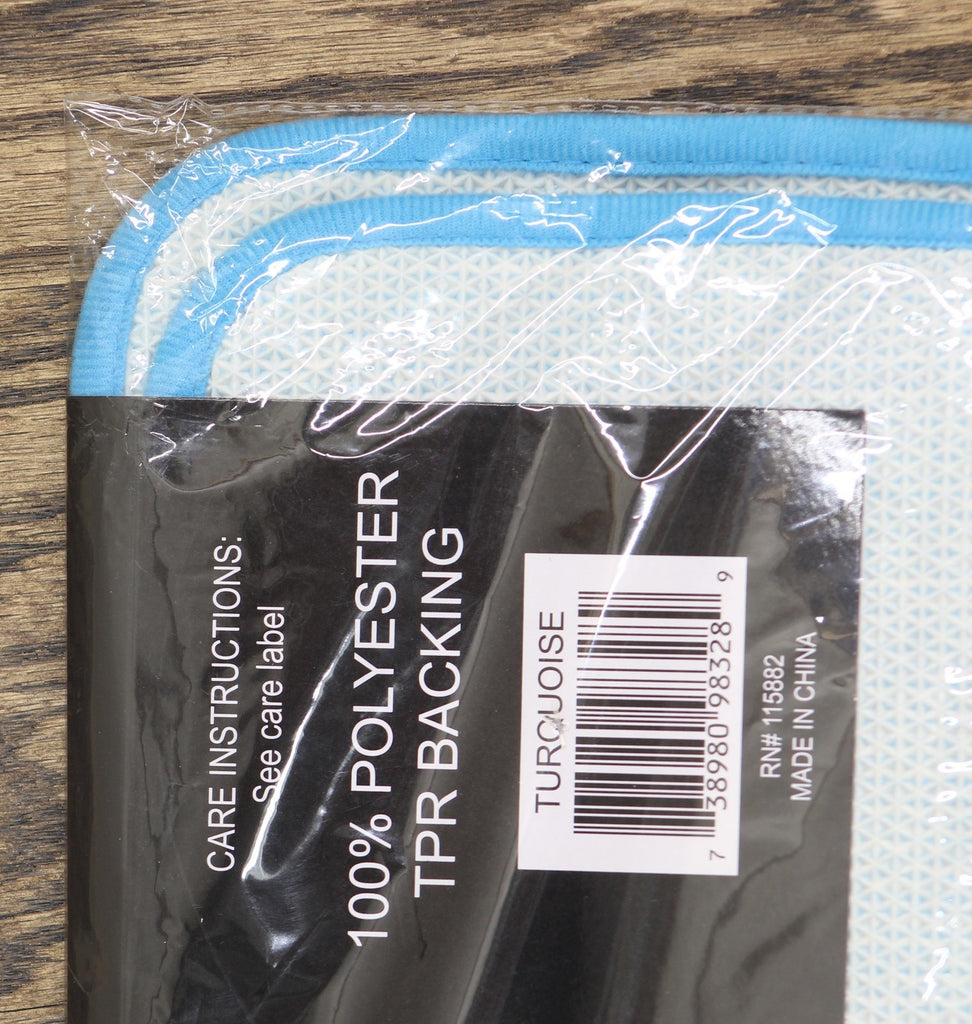 CARE INSTRUCTIONS:
See care label
100% POLYESTER
TPR BACKING
TURQUOISE
7 38980 98328 9
RN# 115882
MADE IN CHINA